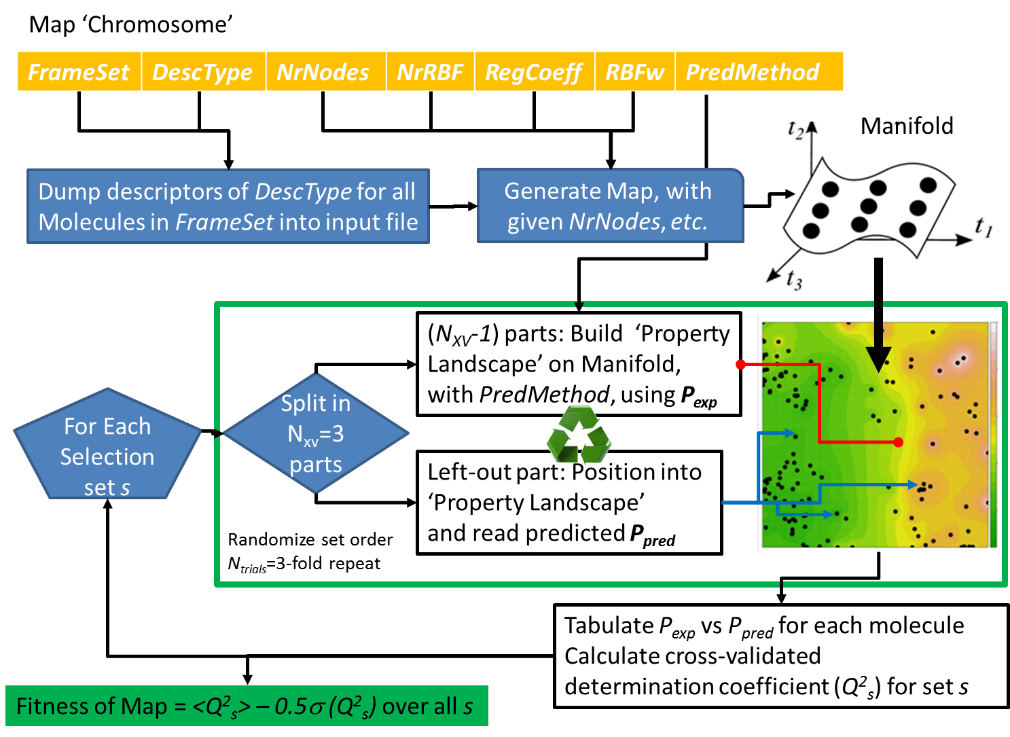 Map ‘Chromosome’
FrameSet DescType NrNodes NrRBF RegCoeff RBFw PredMethod
Manifold
t2
t1
t3
Dump descriptors of DescType for all
Molecules in FrameSet into input file
Generate Map, with
given NrNodes, etc.
For Each
Selection
set s
Split in
Nxv=3
parts
(NXV-1) parts: Build ‘Property
Landscape’ on Manifold,
with PredMethod, using Pexp
Left-out part: Position into
‘Property Landscape’
and read predicted Ppred
Randomize set order
Ntrials=3-fold repeat
Tabulate Pexp vs Ppred for each molecule
Calculate cross-validated
determination coefficient (Q2s) for set s
Fitness of Map = <Q2s> – 0.5σ (Q2s) over all s